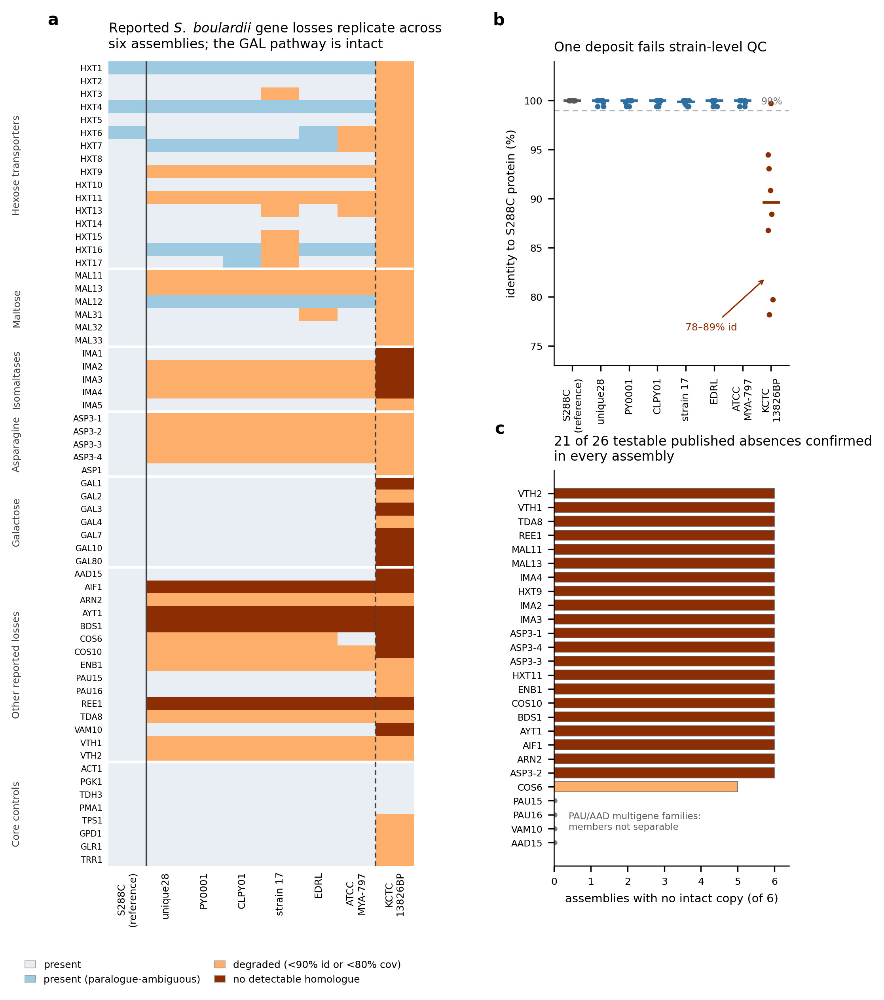 a
Reported S. boulardii gene losses replicate across
six assemblies; the GAL pathway is intact
Hexose transporters
HXT1
HXT2
HXT3
HXT4
HXT5
HXT6
HXT7
HXT8
HXT9
HXT10
HXT11
HXT13
HXT14
HXT15
HXT16
HXT17
Maltose
MAL11
MAL13
MAL12
MAL31
MAL32
MAL33
Isomaltases
IMA1
IMA2
IMA3
IMA4
IMA5
Asparagine
ASP3-1
ASP3-2
ASP3-3
ASP3-4
ASP1
Galactose
GAL1
GAL2
GAL3
GAL4
GAL7
GAL10
GAL80
Other reported losses
AAD15
AIF1
ARN2
AYT1
BDS1
COS6
COS10
ENB1
PAU15
PAU16
REE1
TDA8
VAM10
VTH1
VTH2
Core controls
ACT1
PGK1
TDH3
PMA1
TPS1
GPD1
GLR1
TRR1
S288C
(reference)
unique28
PY0001
CLPY01
strain 17
EDRL
ATCC
MYA-797
KCTC
13826BP
present
present (paralogue-ambiguous)
degraded (<90% id or <80% cov)
no detectable homologue
b
One deposit fails strain-level QC
identity to S288C protein (%)
100
95
90
85
80
75
99%
78–89% id
S288C
(reference)
unique28
PY0001
CLPY01
strain 17
EDRL
ATCC
MYA-797
KCTC
13826BP
c
21 of 26 testable published absences confirmed
in every assembly
VTH2
VTH1
TDA8
REE1
MAL11
MAL13
IMA4
HXT9
IMA2
IMA3
ASP3-1
ASP3-4
ASP3-3
HXT11
ENB1
COS10
BDS1
AYT1
AIF1
ARN2
ASP3-2
COS6
PAU15
PAU16
VAM10
AAD15
PAU/AAD multigene families:
members not separable
0 1 2 3 4 5 6
assemblies with no intact copy (of 6)